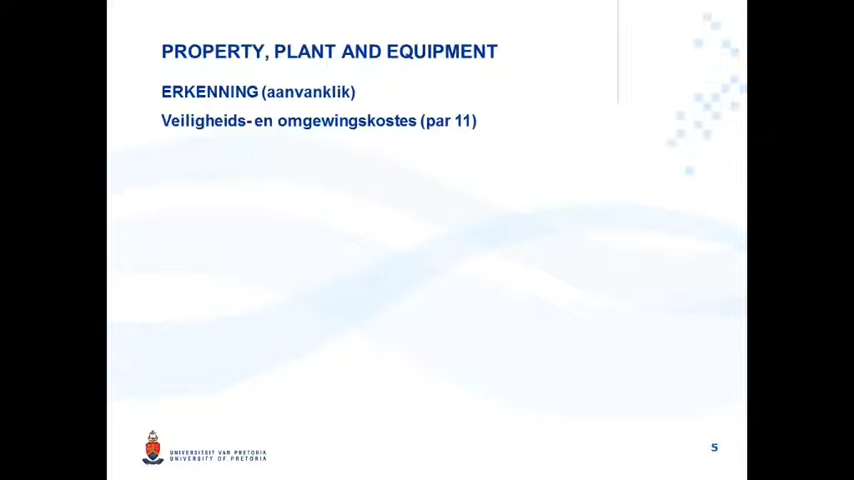 PROPERTY, PLANT AND EQUIPMENT
ERKENNING (aanvanklik)
Veiligheids- en omgewingskostes (par 11)
UNIVERSITEIT VAN PRETORIA
UNIVERSITY OF PRETORIA
5